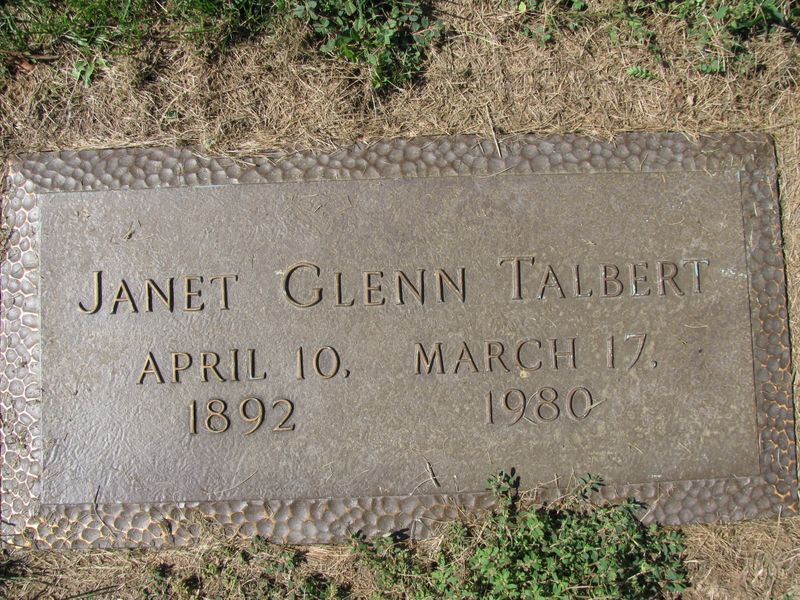 Janet Glenn Talbert
April 10, March 17,
1892 1980